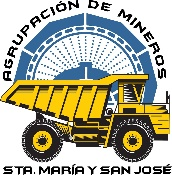 AGRUPACIÓN DE MINEROS
STA. MARÍA Y SAN JOSÉ